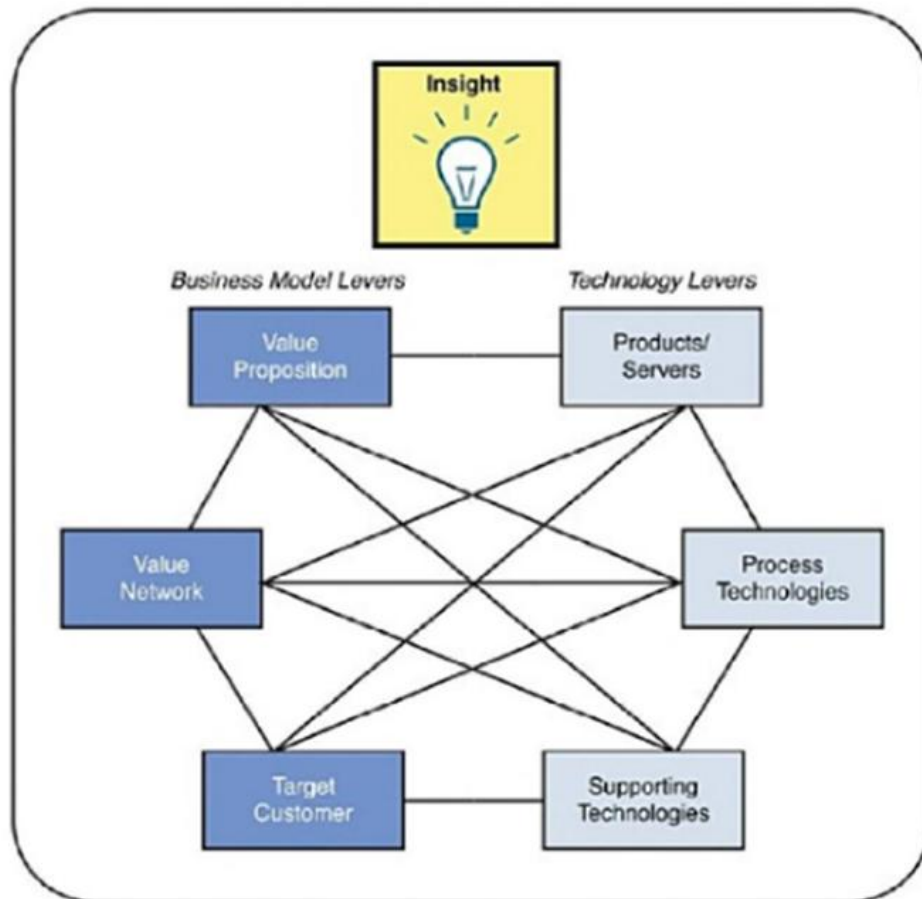 Insight
Business Model Levers
Technology Levers
Value
Proposition
Products/
Servers
Value
Network
Process
Technologies
Target
Customer
Supporting
Technologies